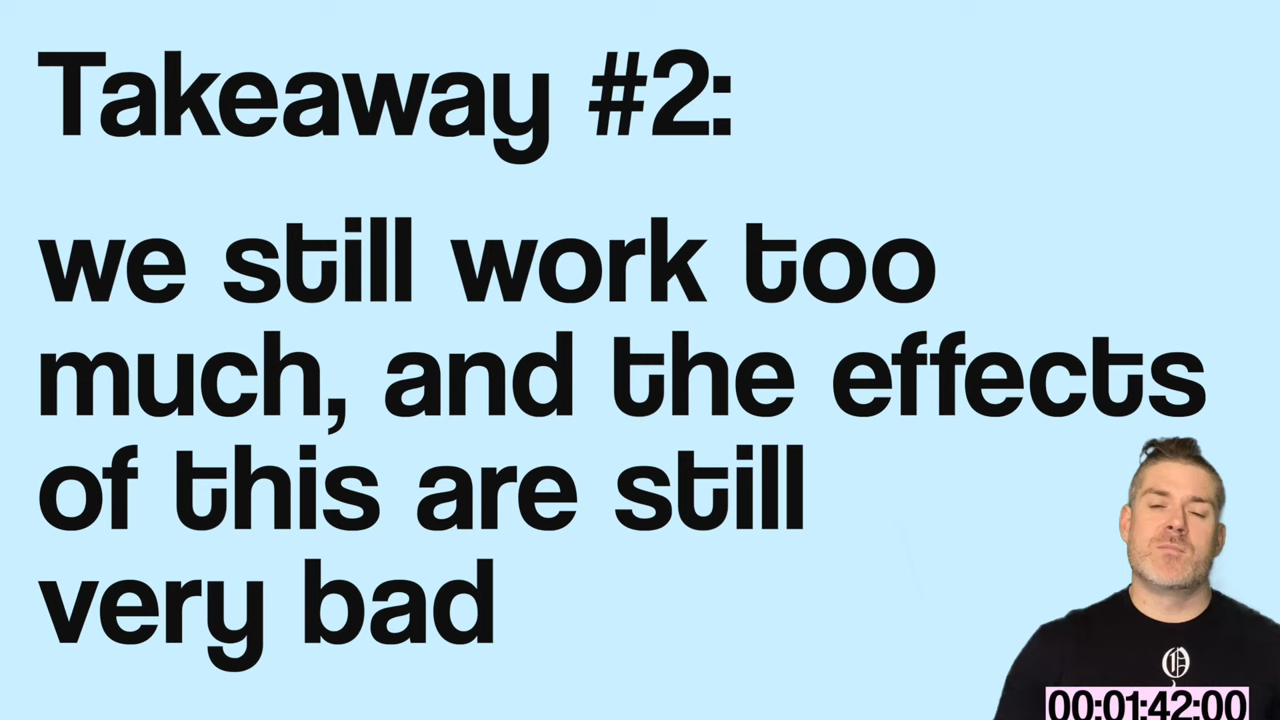 Takeaway #2:
we still work too
much, and the effects
of this are still
very bad
00:01:42:00